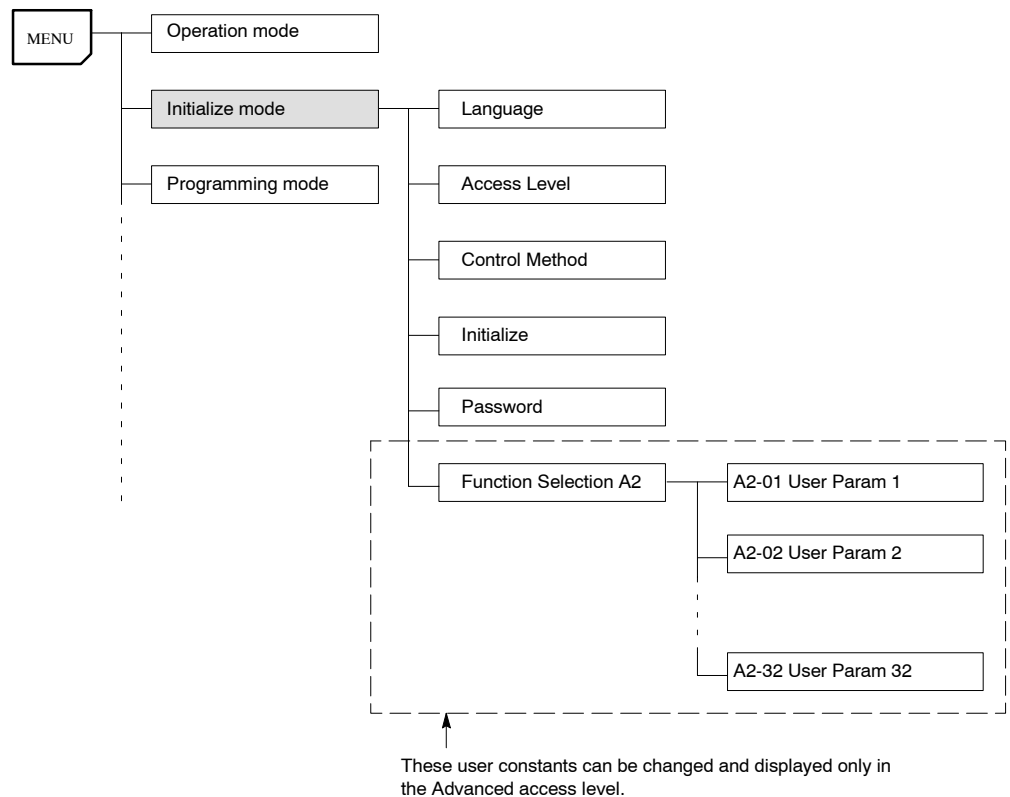 MENU
Operation mode
Initialize mode
Language
Programming mode
Access Level
Control Method
Initialize
Password
Function Selection A2
A2-01 User Param 1
A2-02 User Param 2
A2-32 User Param 32
These user constants can be changed and displayed only in
the Advanced access level.